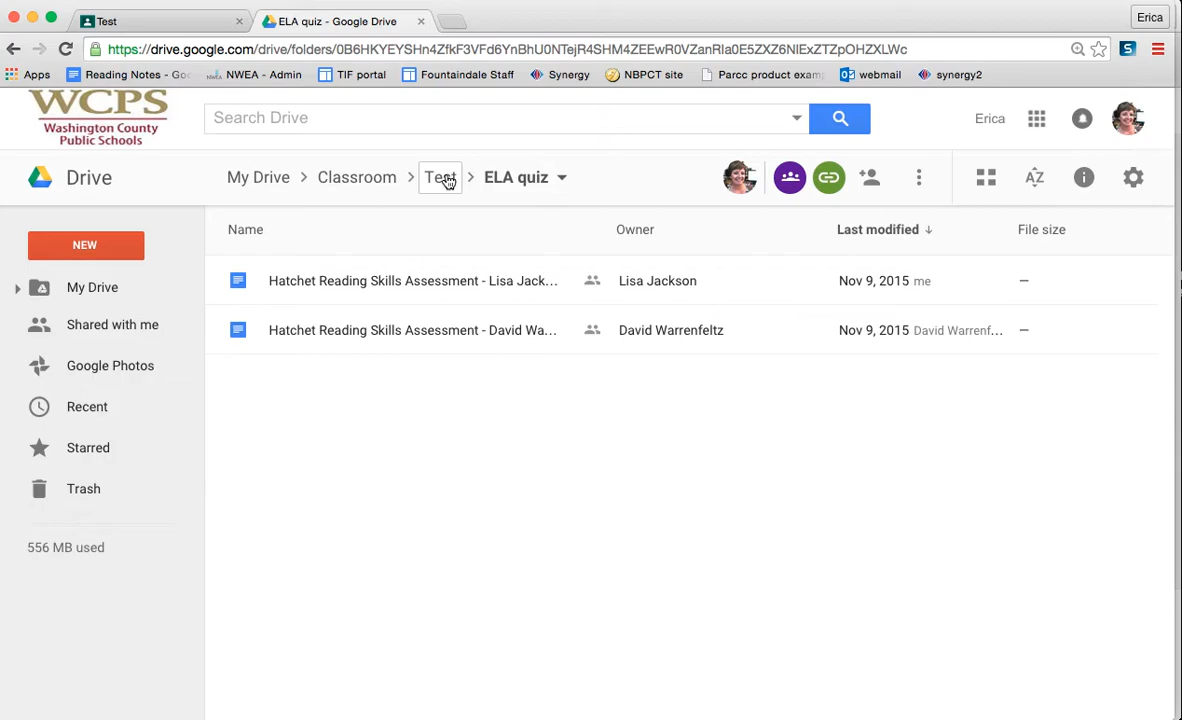 Test
ELA quiz - Google Drive
Erica
https://drive.google.com/drive/folders/0B6HKYEYSHn4ZfkF3VFd6YnBhU0NTejR4SHM4ZEEwR0VZanRla0E5ZXZ6NlExZTZpOHZXLWc
Apps
Reading Notes - Goo
NWEA - Admin
TIF portal
Fountaindale Staff
Synergy
NBPCT site
Parcc product exam
webmail
synergy2
WCPS
Washington County
Public Schools
Search Drive
Erica
Drive
My Drive > Classroom > Test > ELA quiz
NEW
My Drive
Shared with me
Google Photos
Recent
Starred
Trash
556 MB used
Name Owner Last modified File size
Hatchet Reading Skills Assessment - Lisa Jack... Lisa Jackson Nov 9, 2015 me —
Hatchet Reading Skills Assessment - David Wa... David Warrenfeltz Nov 9, 2015 David Warrenf... —